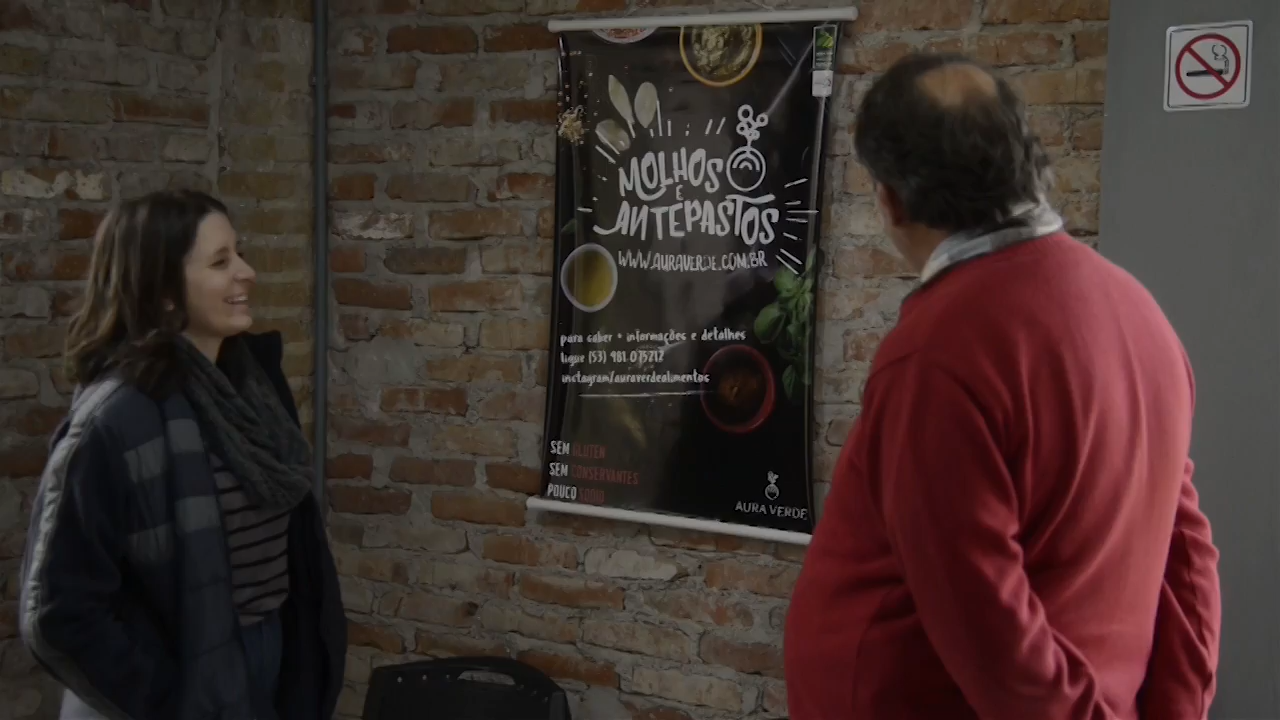 MOLHOS
E
ANTEPASTOS
WWW.AURAVERDE.COM.BR
para saber + informações e detalhes
ligue (53) 981.075212
instagram/auraverdealimentos
SEM GLUTEN
SEM CONSERVANTES
POUCO SÓDIO
AURA VERDE